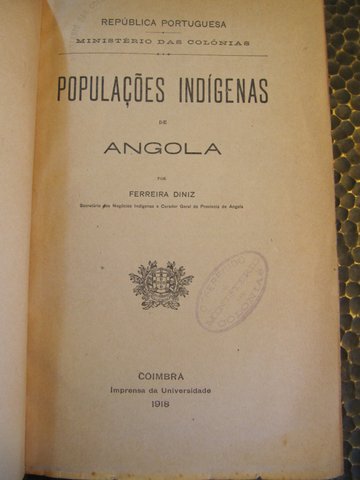 REPÚBLICA PORTUGUESA
MINISTÉRIO DAS COLÓNIAS
POPULAÇÕES INDÍGENAS
DE
ANGOLA
POR
FERREIRA DINIZ
Secretário dos Negócios Indígenas e Curador Geral da Província de Angola
COIMBRA
Imprensa da Universidade
1918